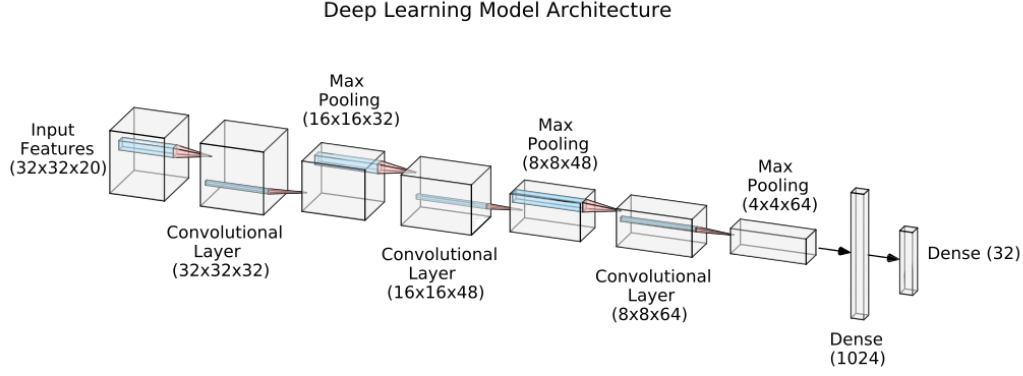 Deep Learning Model Architecture
Input
Features
(32x32x20)
Convolutional
Layer
(32x32x32)
Max
Pooling
(16x16x32)
Convolutional
Layer
(16x16x48)
Max
Pooling
(8x8x48)
Convolutional
Layer
(8x8x64)
Max
Pooling
(4x4x64)
Dense
(1024)
Dense (32)